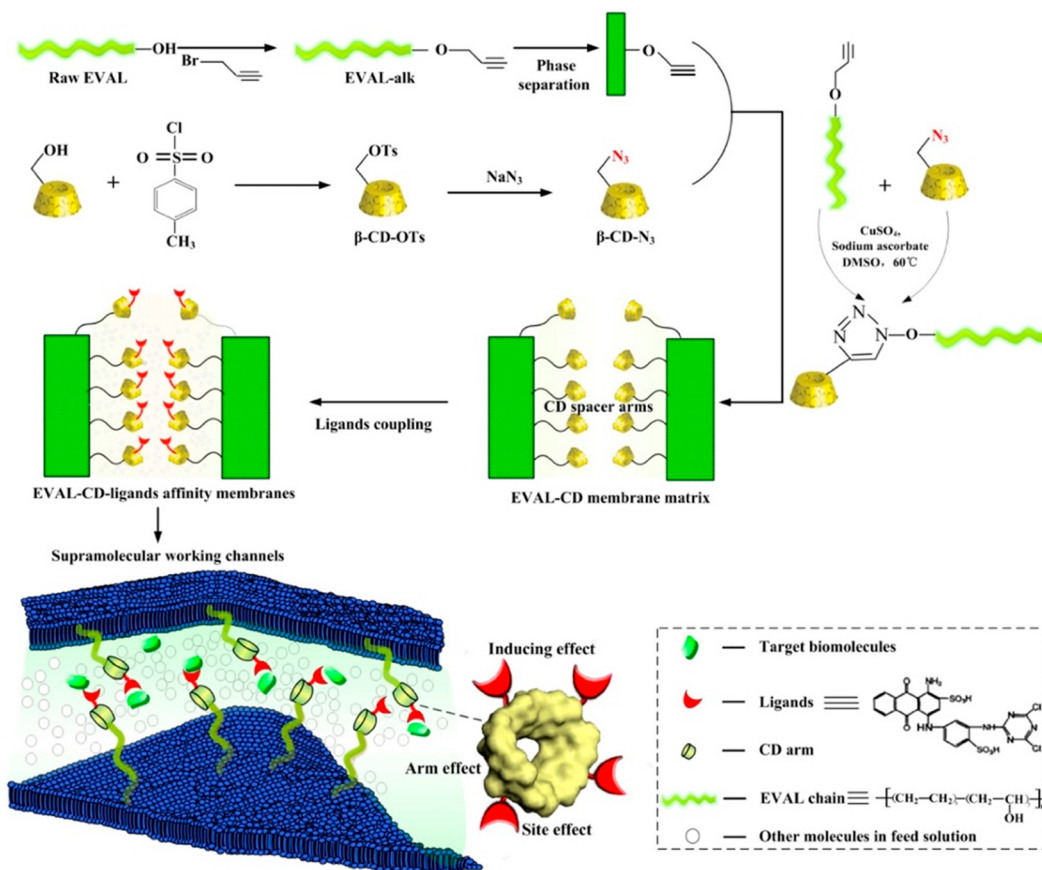 OH
Raw EVAL
Br
O
EVAL-alk
Phase
separation
O
OH
+
Cl
O
S
O
CH₃
OTs
β-CD-OTs
NaN₃
N₃
β-CD-N₃
O
+
N₃
CuSO₄,
Sodium ascorbate
DMSO, 60℃
N
N
N
O
EVAL-CD-ligands affinity membranes
Ligands coupling
CD spacer arms
EVAL-CD membrane matrix
Supramolecular working channels
Inducing effect
Arm effect
Site effect
Target biomolecules
Ligands
O
NH₂
SO₃H
O
HN
SO₃H
NH
N
N
N
Cl
Cl
CD arm
EVAL chain
[(CH₂-CH₂)-(CH₂-CH)]
OH
Other molecules in feed solution